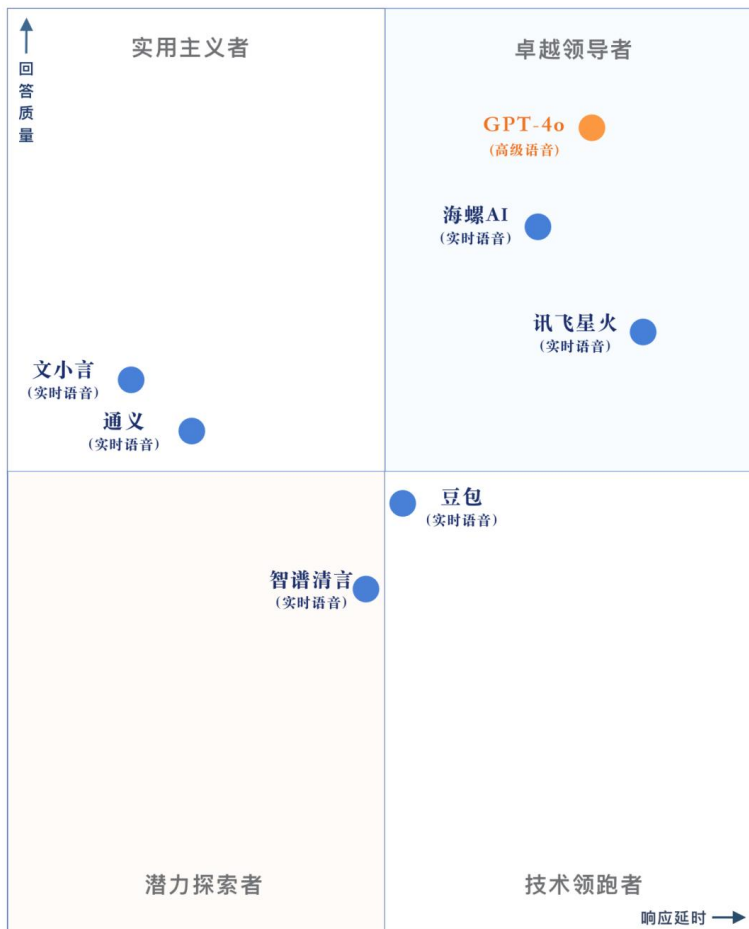 实用主义者
卓越领导者
回答质量
GPT-4o
(高级语音)
海螺AI
(实时语音)
讯飞星火
(实时语音)
文小言
(实时语音)
通义
(实时语音)
豆包
(实时语音)
智谱清言
(实时语音)
潜力探索者
技术领跑者
响应延时